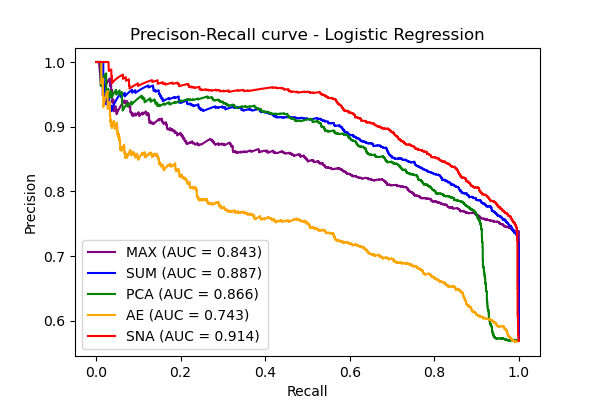 Precison-Recall curve - Logistic Regression
Precision
1.0
0.9
0.8
0.7
0.6
MAX (AUC = 0.843)
SUM (AUC = 0.887)
PCA (AUC = 0.866)
AE (AUC = 0.743)
SNA (AUC = 0.914)
0.0 0.2 0.4 0.6 0.8 1.0
Recall